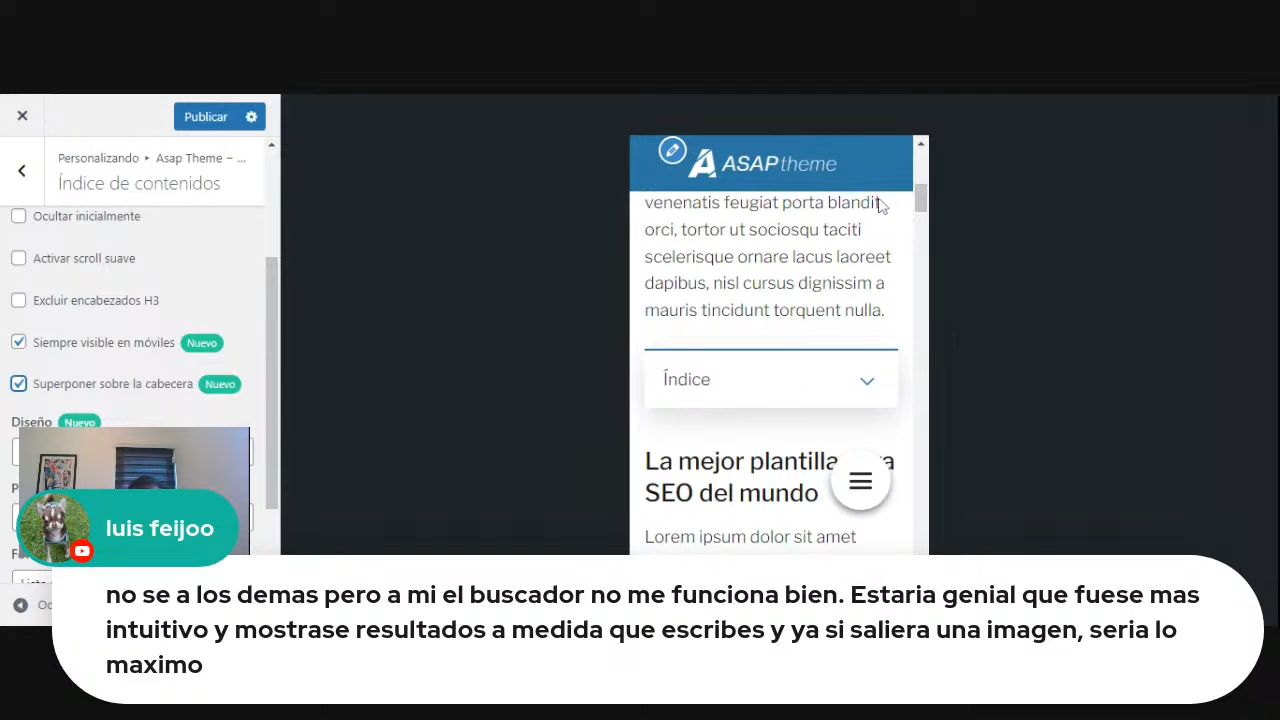 Publicar
Personalizando ▸ Asap Theme – ...
Índice de contenidos
Ocultar inicialmente
Activar scroll suave
Excluir encabezados H3
Siempre visible en móviles Nuevo
Superponer sobre la cabecera Nuevo
Diseño Nuevo
ASAPtheme
venenatis feugiat porta blandit
orci, tortor ut sociosqu taciti
scelerisque ornare lacus laoreet
dapibus, nisl cursus dignissim a
mauris tincidunt torquent nulla.
Índice
La mejor plantilla
SEO del mundo
Lorem ipsum dolor sit amet
luis feijoo
no se a los demas pero a mi el buscador no me funciona bien. Estaria genial que fuese mas
intuitivo y mostrase resultados a medida que escribes y ya si saliera una imagen, seria lo
maximo